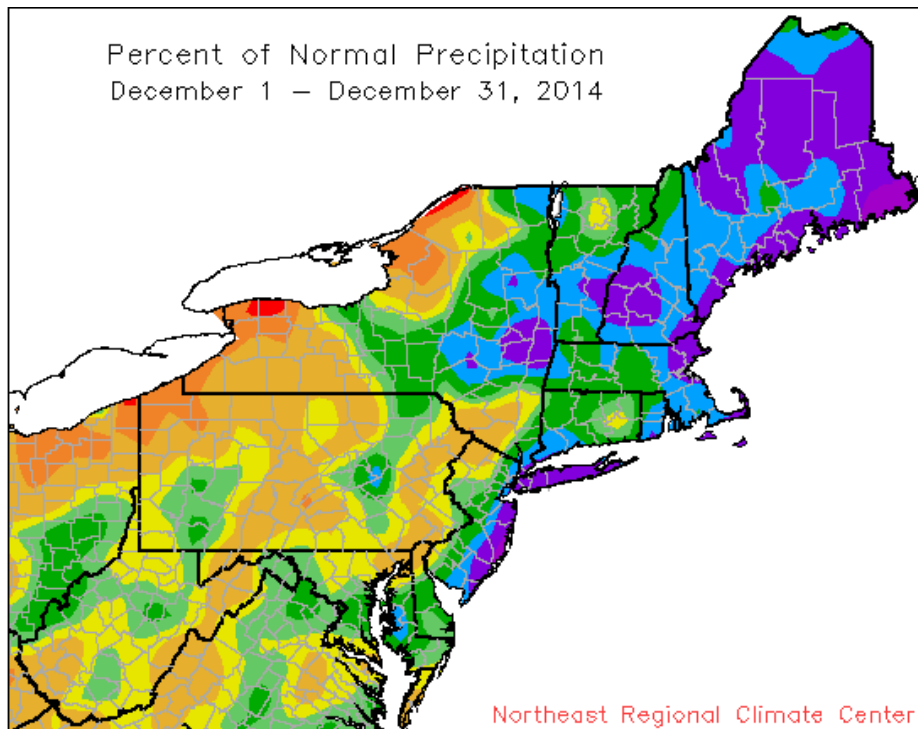 Percent of Normal Precipitation
December 1 – December 31, 2014
Northeast Regional Climate Center